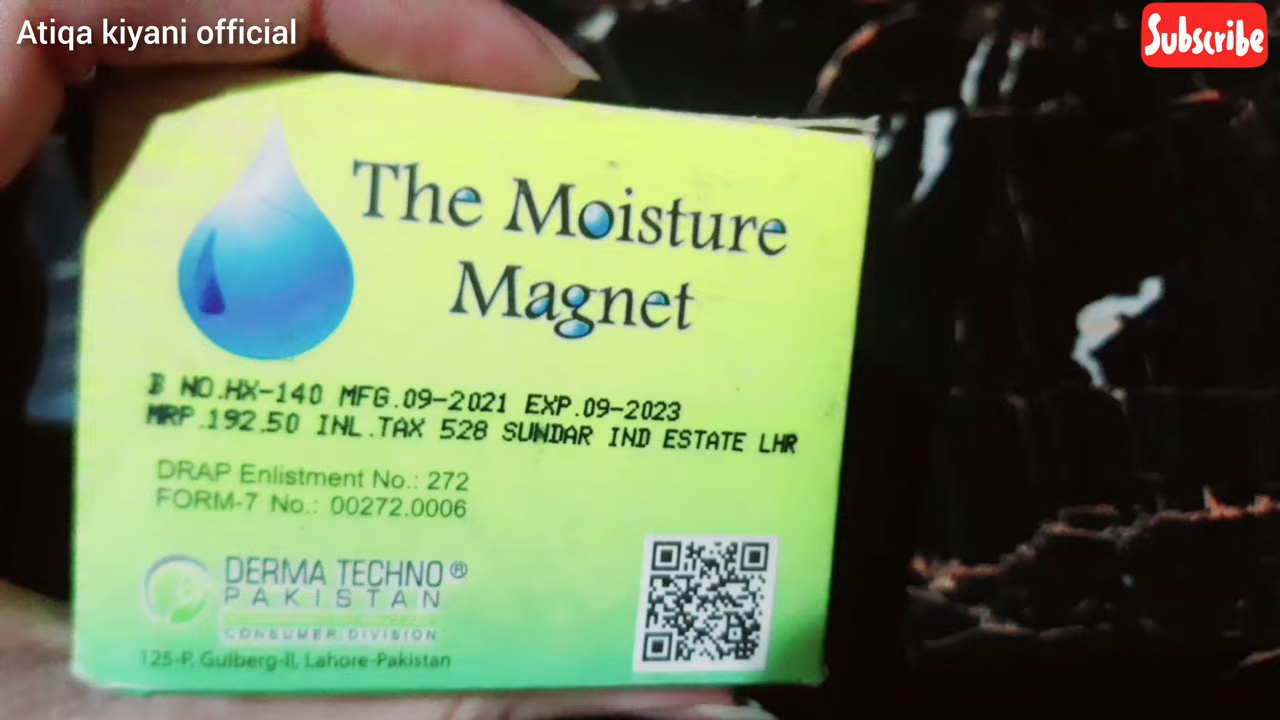 Atiqa kiyani official
Subscribe
The Moisture
Magnet
B NO.HX-140 MFG.09-2021 EXP.09-2023
MRP.192.50 INL.TAX 528 SUNDAR IND ESTATE LHR
DRAP Enlistment No.: 272
FORM-7 No.: 00272.0006
DERMA TECHNO®
PAKISTAN
CONSUMER DIVISION
125-P, Gulberg-II, Lahore-Pakistan